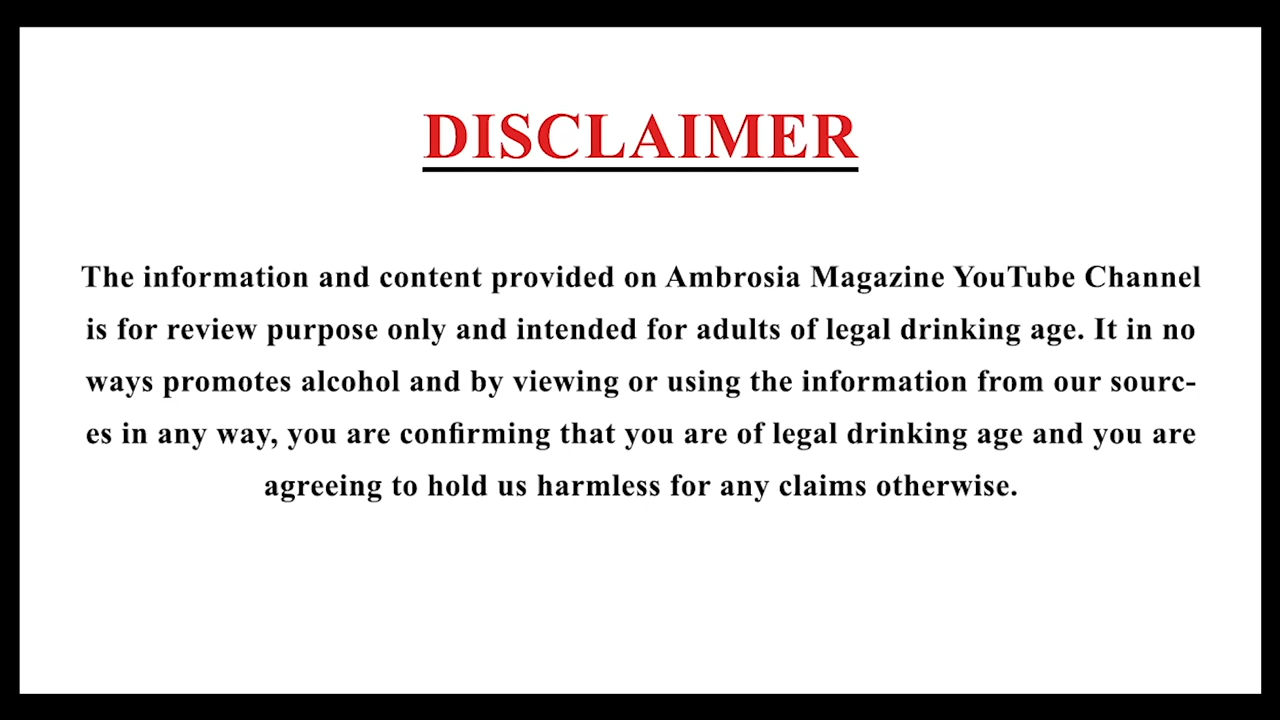 DISCLAIMER
The information and content provided on Ambrosia Magazine YouTube Channel
is for review purpose only and intended for adults of legal drinking age. It in no
ways promotes alcohol and by viewing or using the information from our sourc-
es in any way, you are confirming that you are of legal drinking age and you are
agreeing to hold us harmless for any claims otherwise.